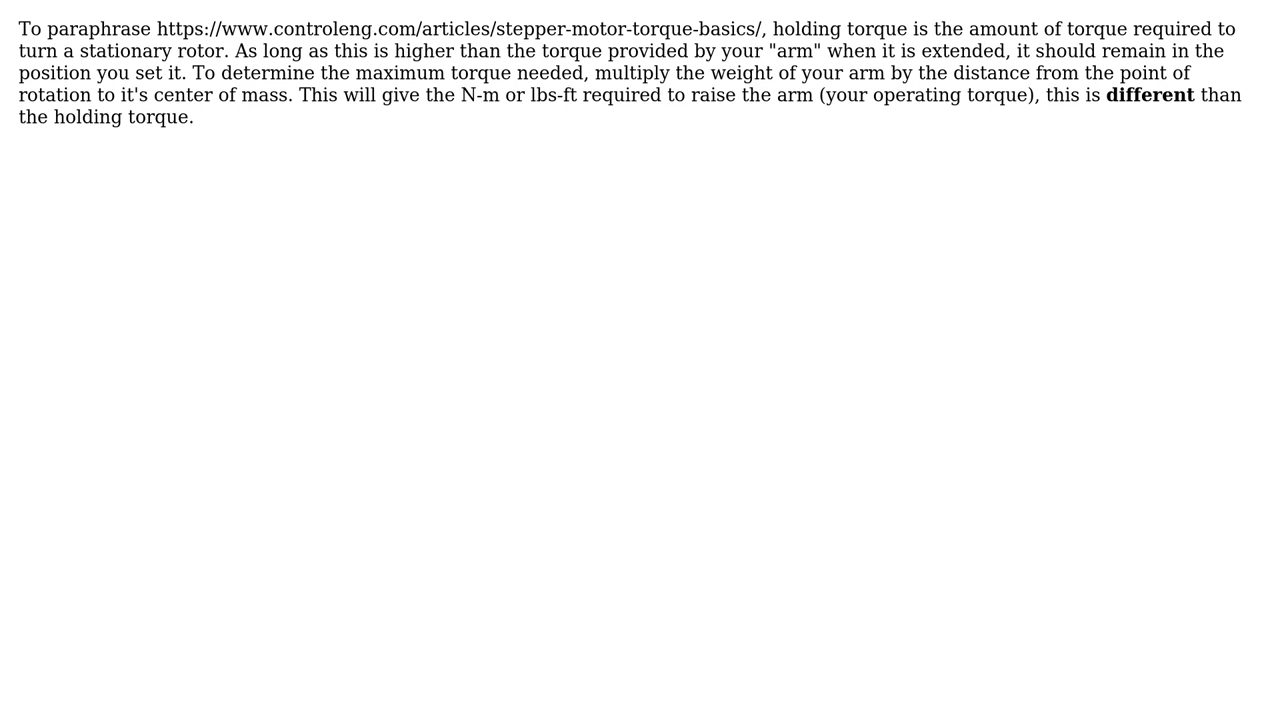 To paraphrase https://www.controleng.com/articles/stepper-motor-torque-basics/, holding torque is the amount of torque required to
turn a stationary rotor. As long as this is higher than the torque provided by your "arm" when it is extended, it should remain in the
position you set it. To determine the maximum torque needed, multiply the weight of your arm by the distance from the point of
rotation to it's center of mass. This will give the N-m or lbs-ft required to raise the arm (your operating torque), this is different than
the holding torque.